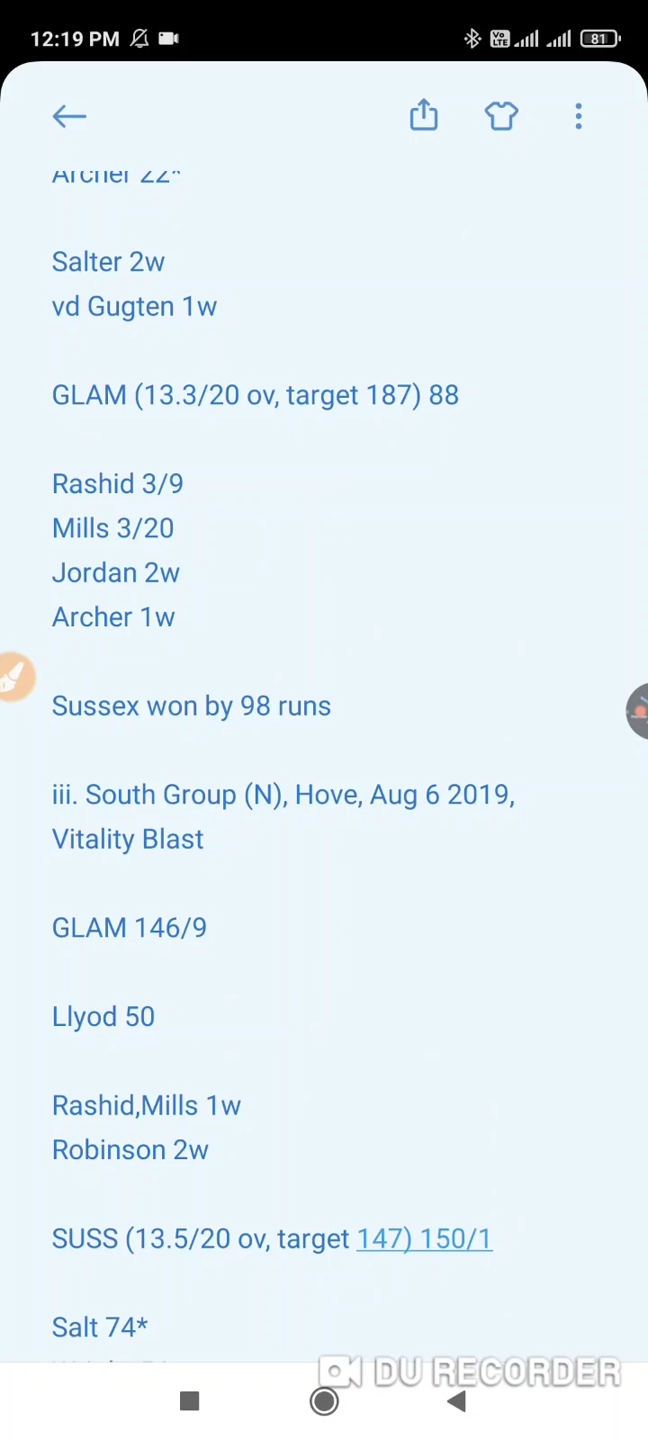 12:19 PM
Vo LTE
81
Archer 22*
Salter 2w
vd Gugten 1w
GLAM (13.3/20 ov, target 187) 88
Rashid 3/9
Mills 3/20
Jordan 2w
Archer 1w
Sussex won by 98 runs
iii. South Group (N), Hove, Aug 6 2019,
Vitality Blast
GLAM 146/9
Llyod 50
Rashid,Mills 1w
Robinson 2w
SUSS (13.5/20 ov, target 147) 150/1
Salt 74*
DU RECORDER